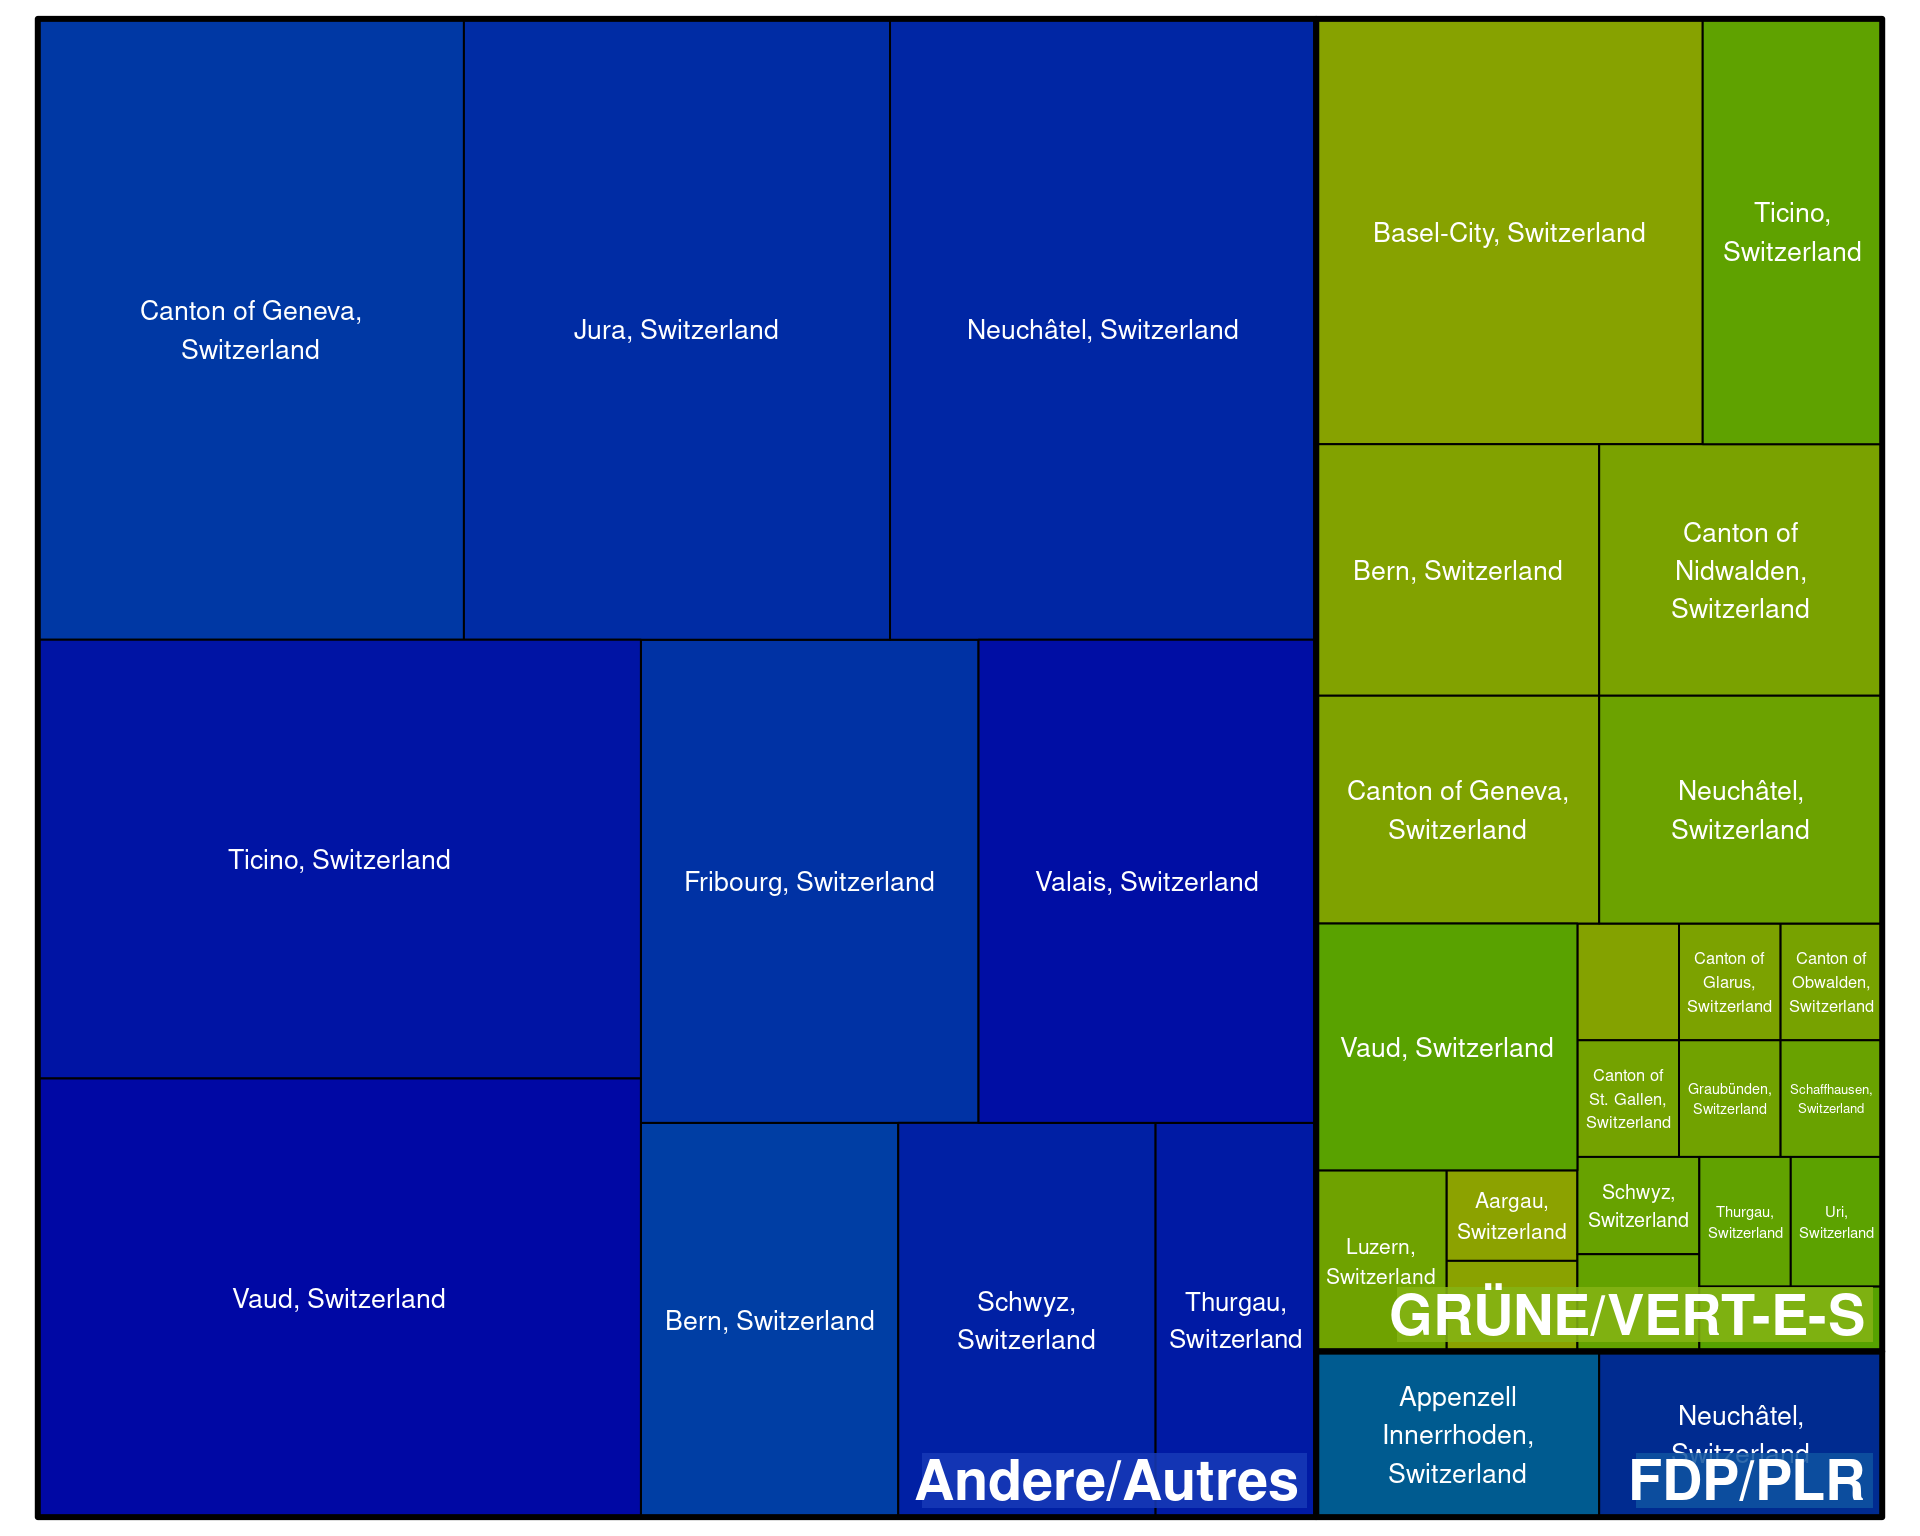 Canton of Geneva,
Switzerland
Jura, Switzerland
Neuchâtel, Switzerland
Ticino, Switzerland
Fribourg, Switzerland
Valais, Switzerland
Vaud, Switzerland
Bern, Switzerland
Schwyz,
Switzerland
Thurgau,
Switzerland
Andere/Autres
Basel-City, Switzerland
Ticino,
Switzerland
Bern, Switzerland
Canton of
Nidwalden,
Switzerland
Canton of Geneva,
Switzerland
Neuchâtel,
Switzerland
Vaud, Switzerland
Canton of
Glarus,
Switzerland
Canton of
Obwalden,
Switzerland
Canton of
St. Gallen,
Switzerland
Graubünden,
Switzerland
Schaffhausen,
Switzerland
Luzern,
Switzerland
Aargau,
Switzerland
Schwyz,
Switzerland
Thurgau,
Switzerland
Uri,
Switzerland
GRÜNE/VERT-E-S
Appenzell
Innerrhoden,
Switzerland
Neuchâtel,
Switzerland
FDP/PLR